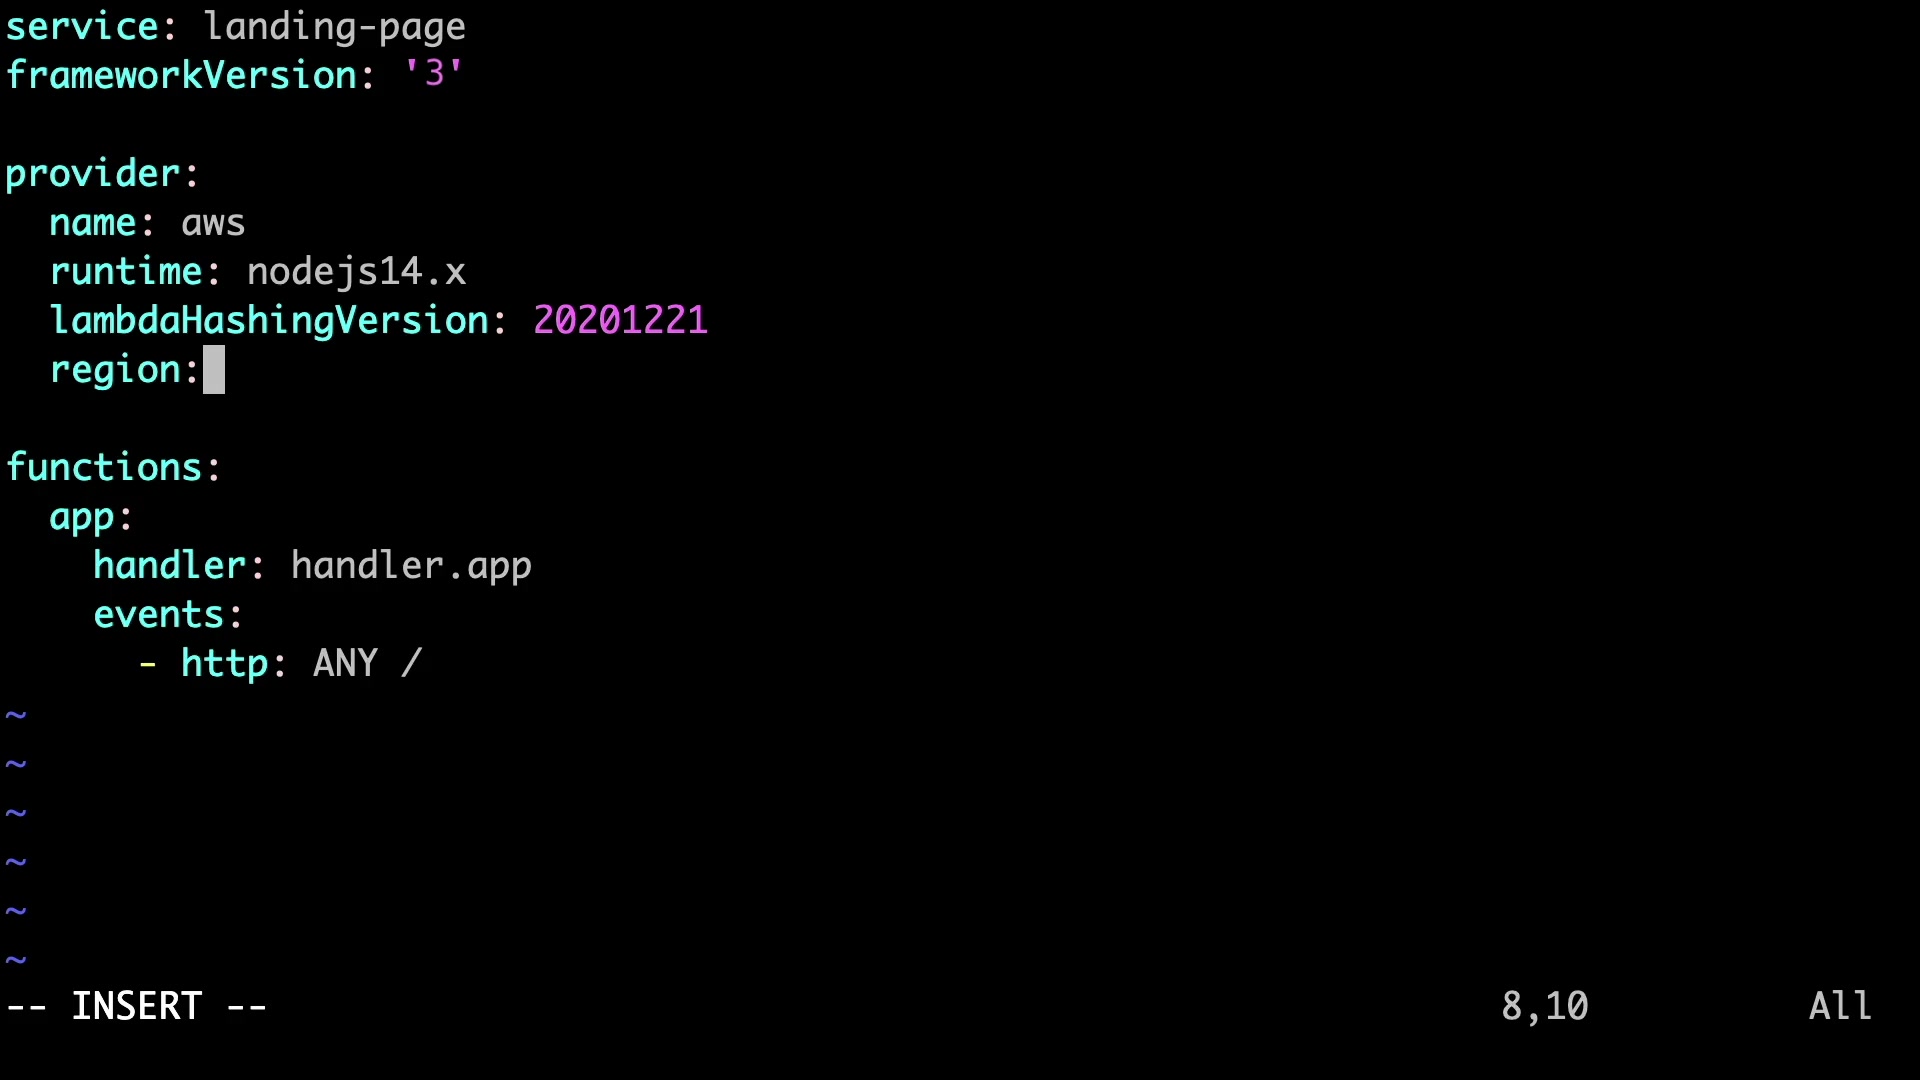 service: landing-page
frameworkVersion: '3'

provider:
  name: aws
  runtime: nodejs14.x
  lambdaHashingVersion: 20201221
  region:

functions:
  app:
    handler: handler.app
    events:
      - http: ANY /
~
~
~
~
~
~
-- INSERT -- 8,10 All